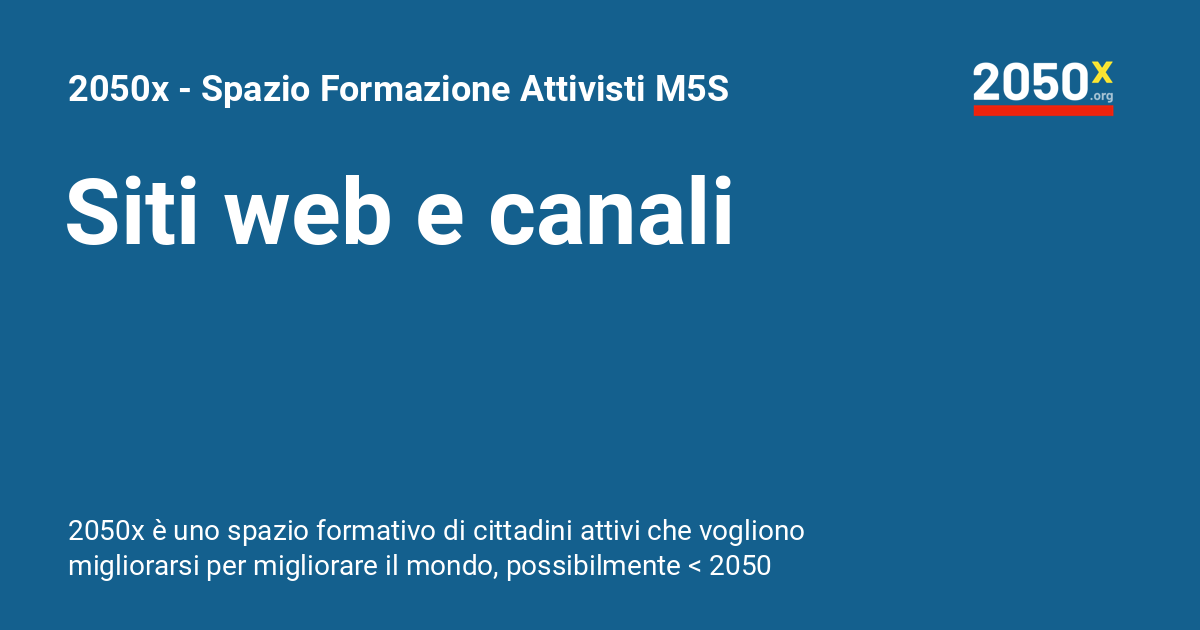 2050x - Spazio Formazione Attivisti M5S
2050x
.org
Siti web e canali
2050x è uno spazio formativo di cittadini attivi che vogliono
migliorarsi per migliorare il mondo, possibilmente < 2050